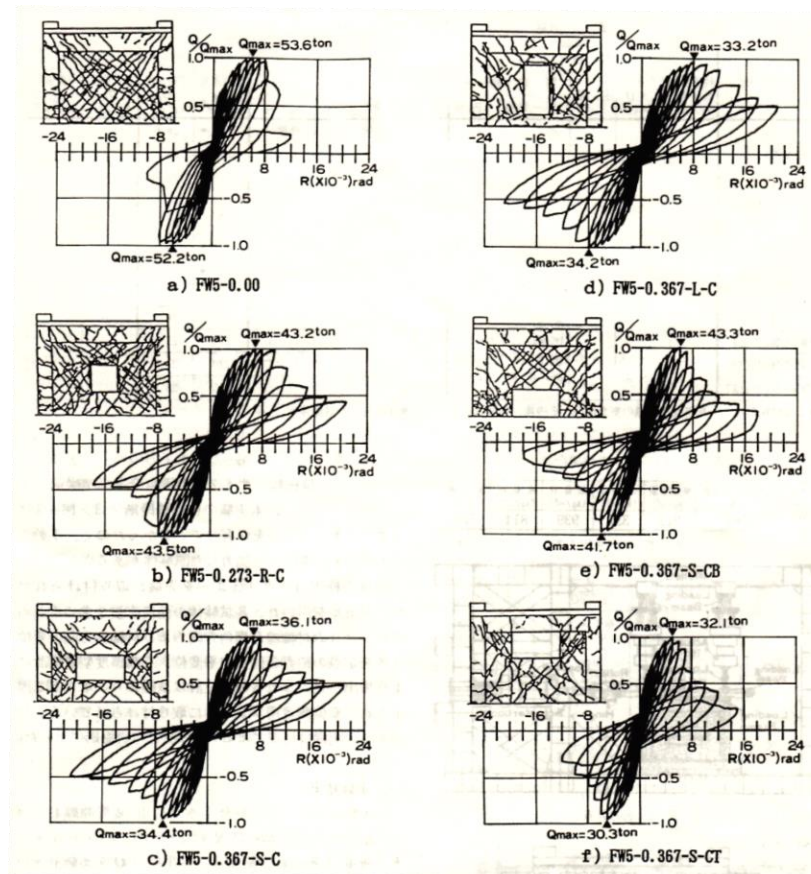 Q/Qmax
Qmax=53.6ton
1.0
0.5
-24
-16
-8
8
16
24
R(X10⁻³)rad
-0.5
-1.0
Qmax=52.2ton
a) FW5-0.00
Q/Qmax
Qmax=33.2ton
1.0
0.5
-24
-16
-8
8
16
24
R(X10⁻³)rad
-0.5
-1.0
Qmax=34.2ton
d) FW5-0.367-L-C
Q/Qmax
Qmax=43.2ton
1.0
0.5
-24
-16
-8
8
16
24
R(X10⁻³)rad
-0.5
-1.0
Qmax=43.5ton
b) FW5-0.273-R-C
Q/Qmax
Qmax=43.3ton
1.0
0.5
-24
-16
-8
8
16
24
R(X10⁻³)rad
-0.5
-1.0
Qmax=41.7ton
e) FW5-0.367-S-CB
Q/Qmax
Qmax=36.1ton
1.0
0.5
-24
-16
-8
8
16
24
R(X10⁻³)rad
-0.5
-1.0
Qmax=34.4ton
c) FW5-0.367-S-C
Q/Qmax
Qmax=32.1ton
1.0
0.5
-24
-16
-8
8
16
24
R(X10⁻³)rad
-0.5
-1.0
Qmax=30.3ton
f) FW5-0.367-S-CT